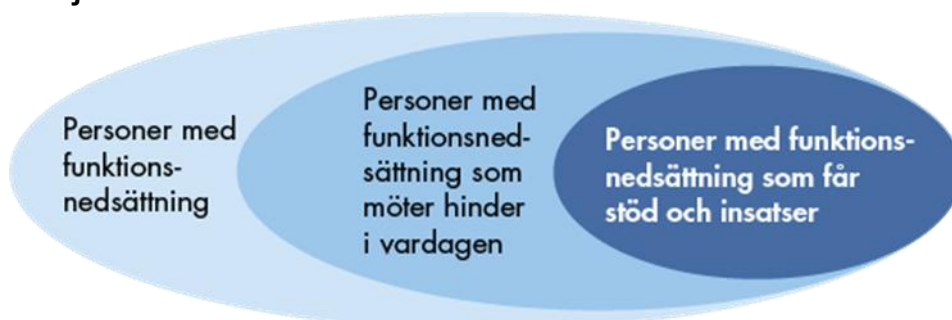 Personer med
funktions-
nedsättning
Personer med
funktionsned-
sättning som
möter hinder
i vardagen
Personer med funktions-
nedsättning som får
stöd och insatser